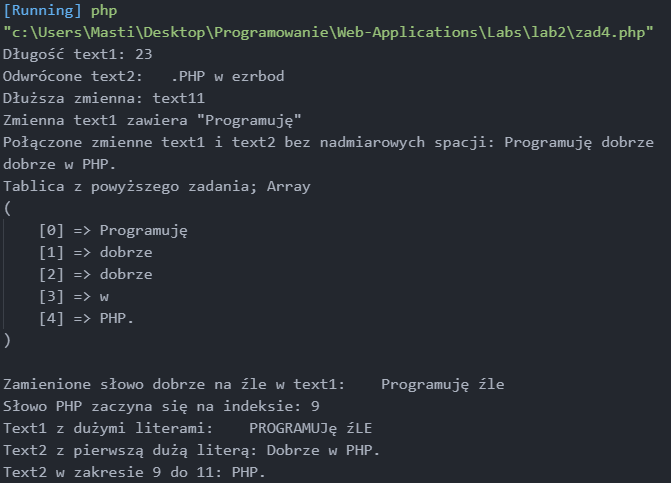 [Running] php
"c:\Users\Masti\Desktop\Programowanie\Web-Applications\Labs\lab2\zad4.php"
Długość text1: 23
Odwrócone text2:   .PHP w ezrbod
Dłuższa zmienna: text11
Zmienna text1 zawiera "Programuję"
Połączone zmienne text1 i text2 bez nadmiarowych spacji: Programuję dobrze
dobrze w PHP.
Tablica z powyższego zadania; Array
(
    [0] => Programuję
    [1] => dobrze
    [2] => dobrze
    [3] => w
    [4] => PHP.
)
Zamienione słowo dobrze na źle w text1:    Programuję źle
Słowo PHP zaczyna się na indeksie: 9
Text1 z dużymi literami:    PROGRAMUJę źLE
Text2 z pierwszą dużą literą: Dobrze w PHP.
Text2 w zakresie 9 do 11: PHP.